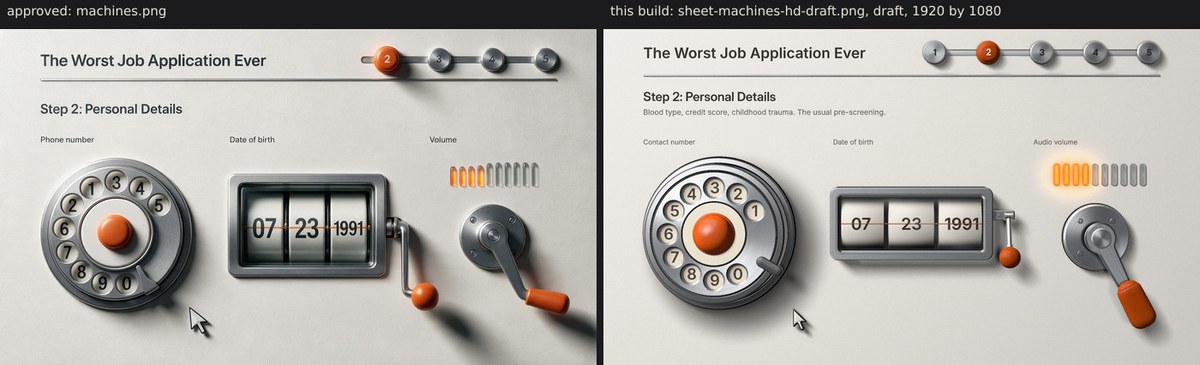 approved: machines.png
The Worst Job Application Ever
2 3 4 5
Step 2: Personal Details
Phone number
Date of birth
Volume
1 3 4 5 2 6 7 8 9 0
07 23 1991
this build: sheet-machines-hd-draft.png, draft, 1920 by 1080
The Worst Job Application Ever
1 2 3 4 5
Step 2: Personal Details
Blood type, credit score, childhood trauma. The usual pre-screening.
Contact number
Date of birth
Audio volume
1 2 3 4 5 6 7 8 9 0
07 23 1991